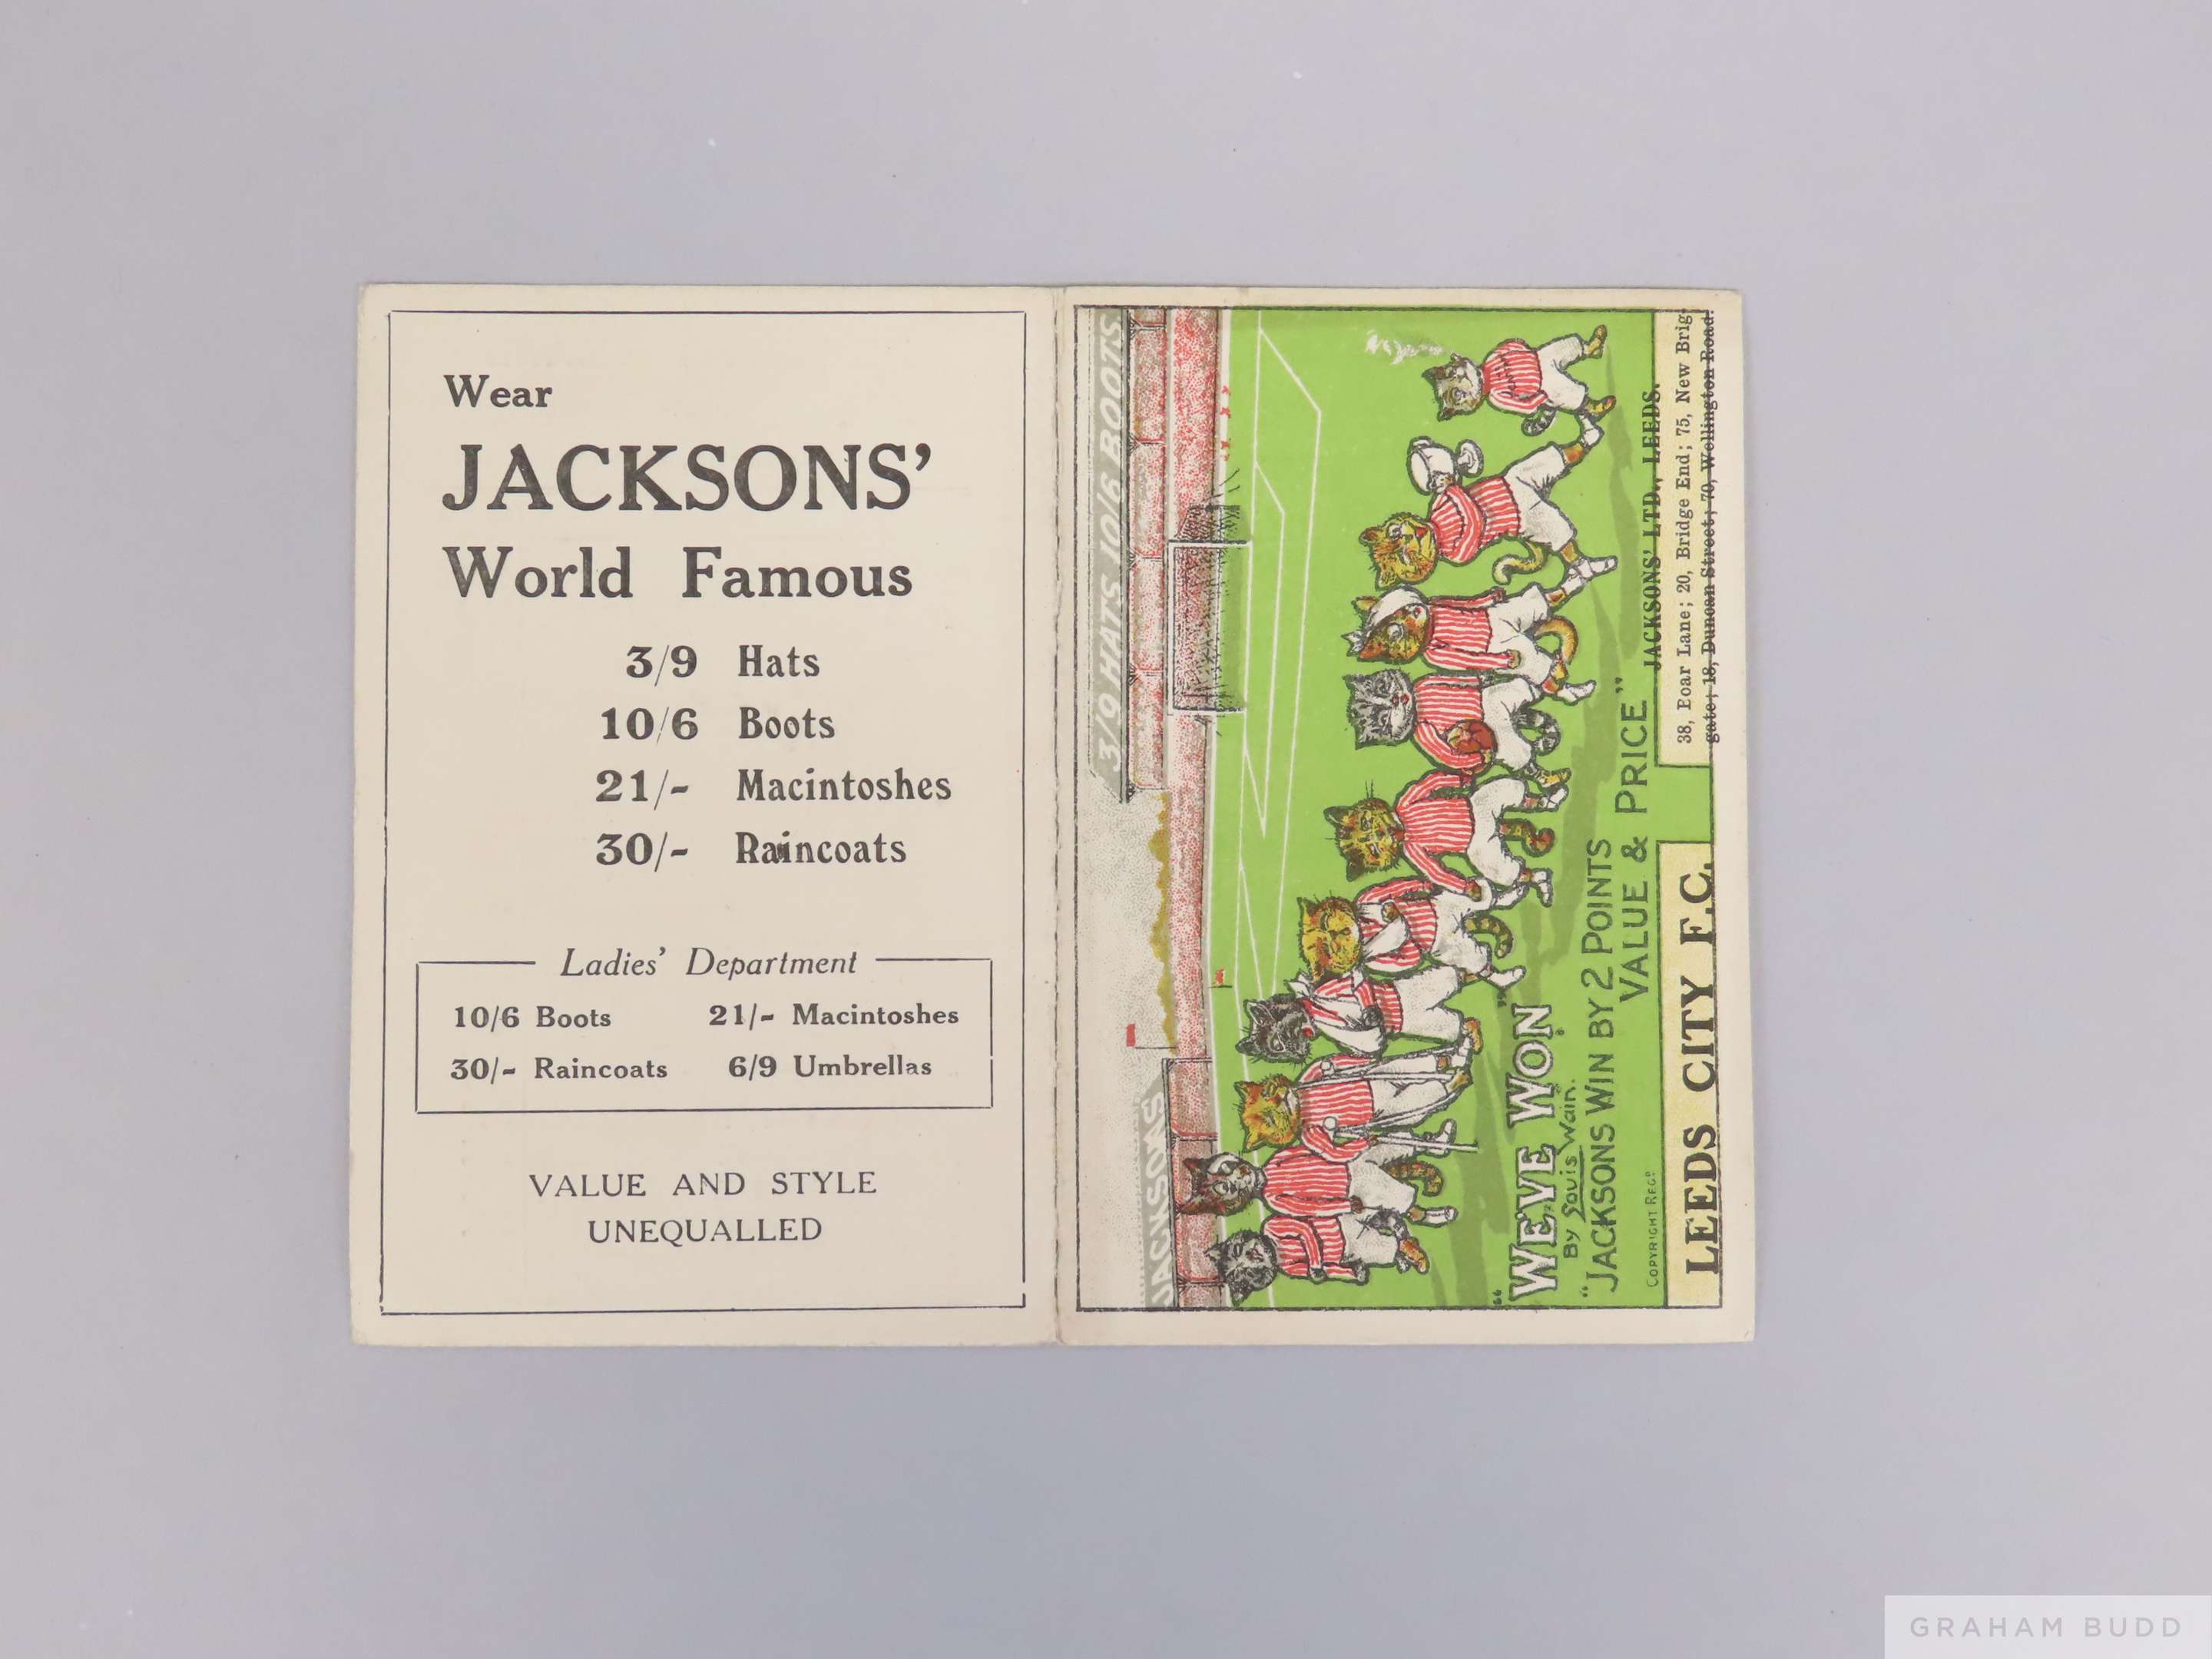 Wear
JACKSONS'
World Famous
3/9 Hats
10/6 Boots
21/- Macintoshes
30/- Raincoats
Ladies' Department
10/6 Boots 21/- Macintoshes
30/- Raincoats 6/9 Umbrellas
VALUE AND STYLE
UNEQUALLED
JACKSONS 3/9 HATS 10/6 BOOTS.
"WE'VE WON"
By Louis Wain.
"JACKSONS WIN BY 2 POINTS
VALUE & PRICE"
COPYRIGHT REGD.
JACKSONS' LTD., LEEDS.
38, Boar Lane; 20, Bridge End; 75, New Brig-
gate; 18, Duncan Street; 70, Wellington Road.
LEEDS CITY F.C.
GRAHAM BUDD